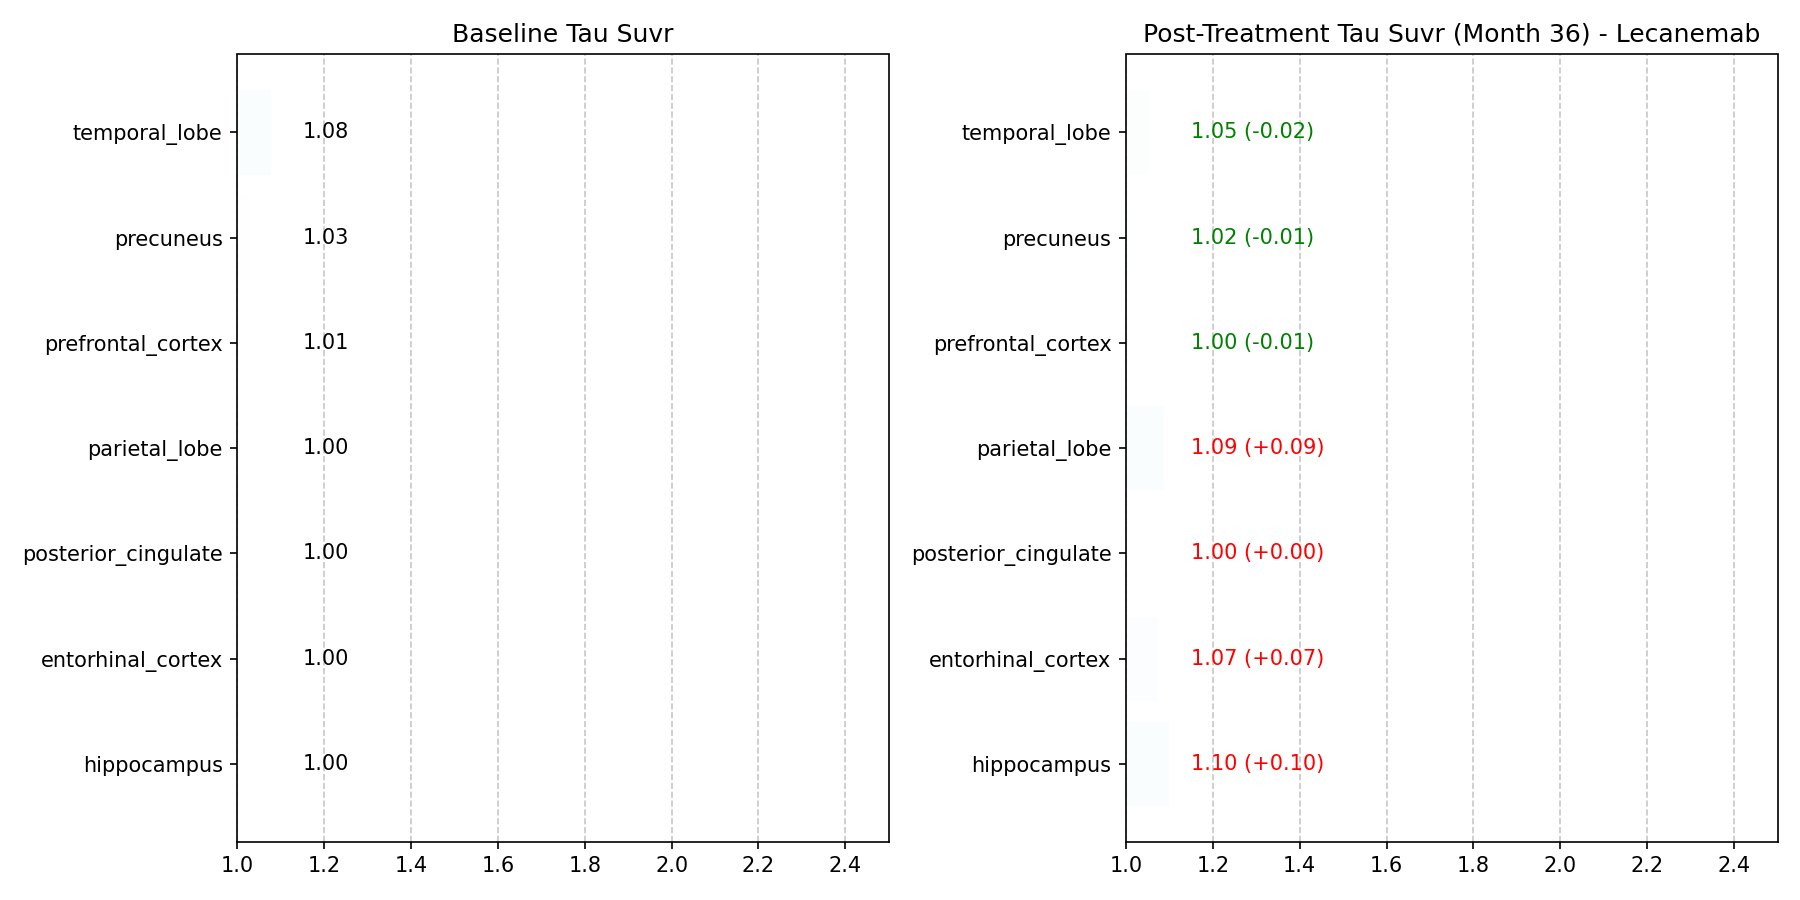 Baseline Tau Suvr
temporal_lobe 1.08
precuneus 1.03
prefrontal_cortex 1.01
parietal_lobe 1.00
posterior_cingulate 1.00
entorhinal_cortex 1.00
hippocampus 1.00
1.0 1.2 1.4 1.6 1.8 2.0 2.2 2.4
Post-Treatment Tau Suvr (Month 36) - Lecanemab
temporal_lobe 1.05 (-0.02)
precuneus 1.02 (-0.01)
prefrontal_cortex 1.00 (-0.01)
parietal_lobe 1.09 (+0.09)
posterior_cingulate 1.00 (+0.00)
entorhinal_cortex 1.07 (+0.07)
hippocampus 1.10 (+0.10)
1.0 1.2 1.4 1.6 1.8 2.0 2.2 2.4